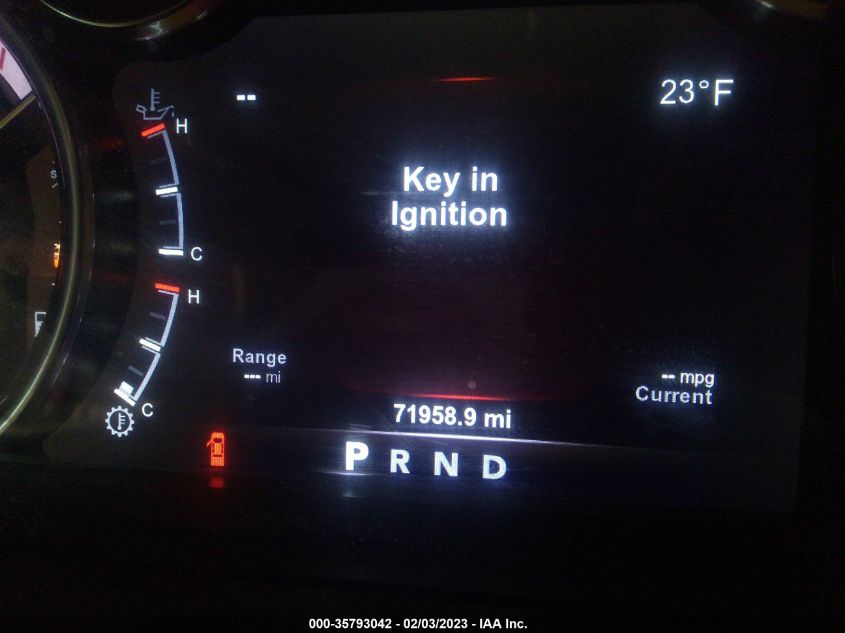 -- 23°F
H
Key in
Ignition
C
H
Range
--- mi
-- mpg
Current
C
71958.9 mi
P R N D
000-35793042 - 02/03/2023 - IAA Inc.